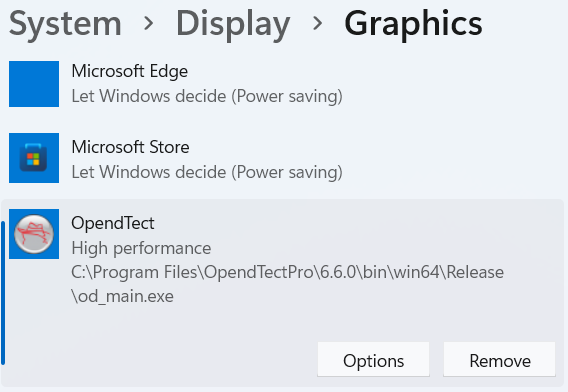 System > Display > Graphics
Microsoft Edge
Let Windows decide (Power saving)
Microsoft Store
Let Windows decide (Power saving)
OpendTect
High performance
C:\Program Files\OpendTectPro\6.6.0\bin\win64\Release
\od_main.exe
Options Remove